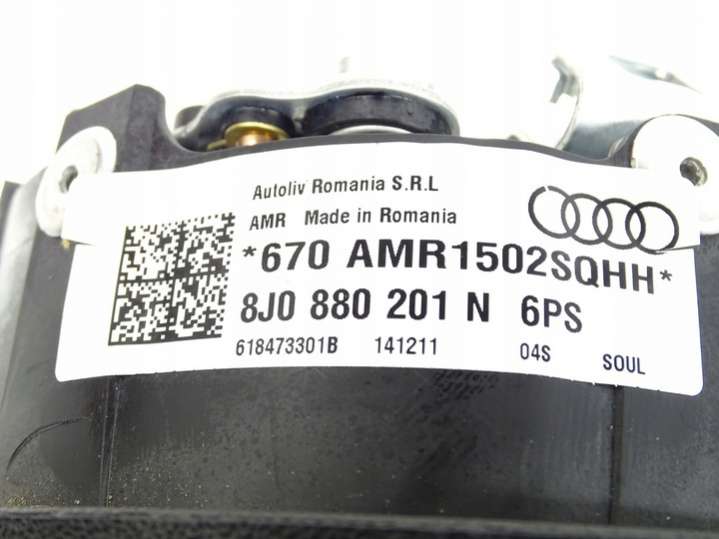 Autoliv Romania S.R.L
AMR Made in Romania
*670 AMR1502SQHH*
8J0 880 201 N 6PS
618473301B 141211 04S SOUL